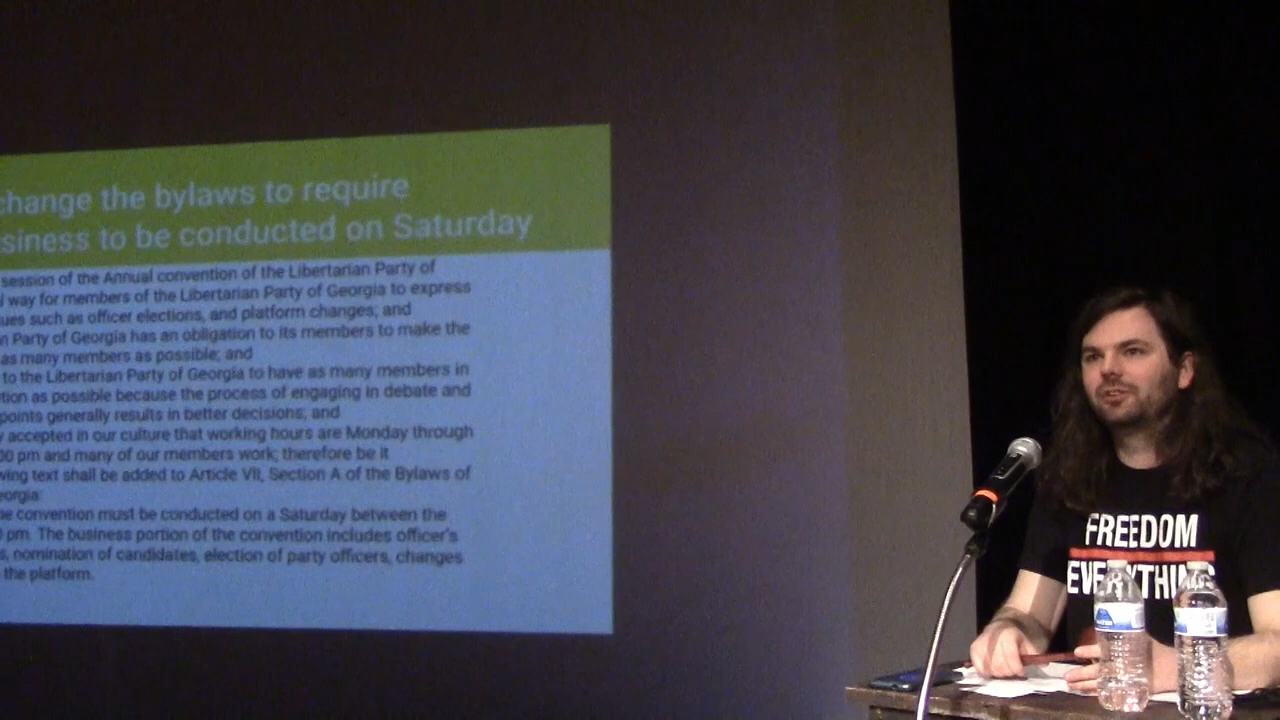 change the bylaws to require
siness to be conducted on Saturday
session of the Annual convention of the Libertarian Party of
l way for members of the Libertarian Party of Georgia to express
ues such as officer elections, and platform changes; and
n Party of Georgia has an obligation to its members to make the
as many members as possible; and
to the Libertarian Party of Georgia to have as many members in
tion as possible because the process of engaging in debate and
points generally results in better decisions; and
y accepted in our culture that working hours are Monday through
00 pm and many of our members work; therefore be it
wing text shall be added to Article VII, Section A of the Bylaws of
eorgia:
he convention must be conducted on a Saturday between the
0 pm. The business portion of the convention includes officer's
s, nomination of candidates, election of party officers, changes
the platform.
FREEDOM
EVERYTHING